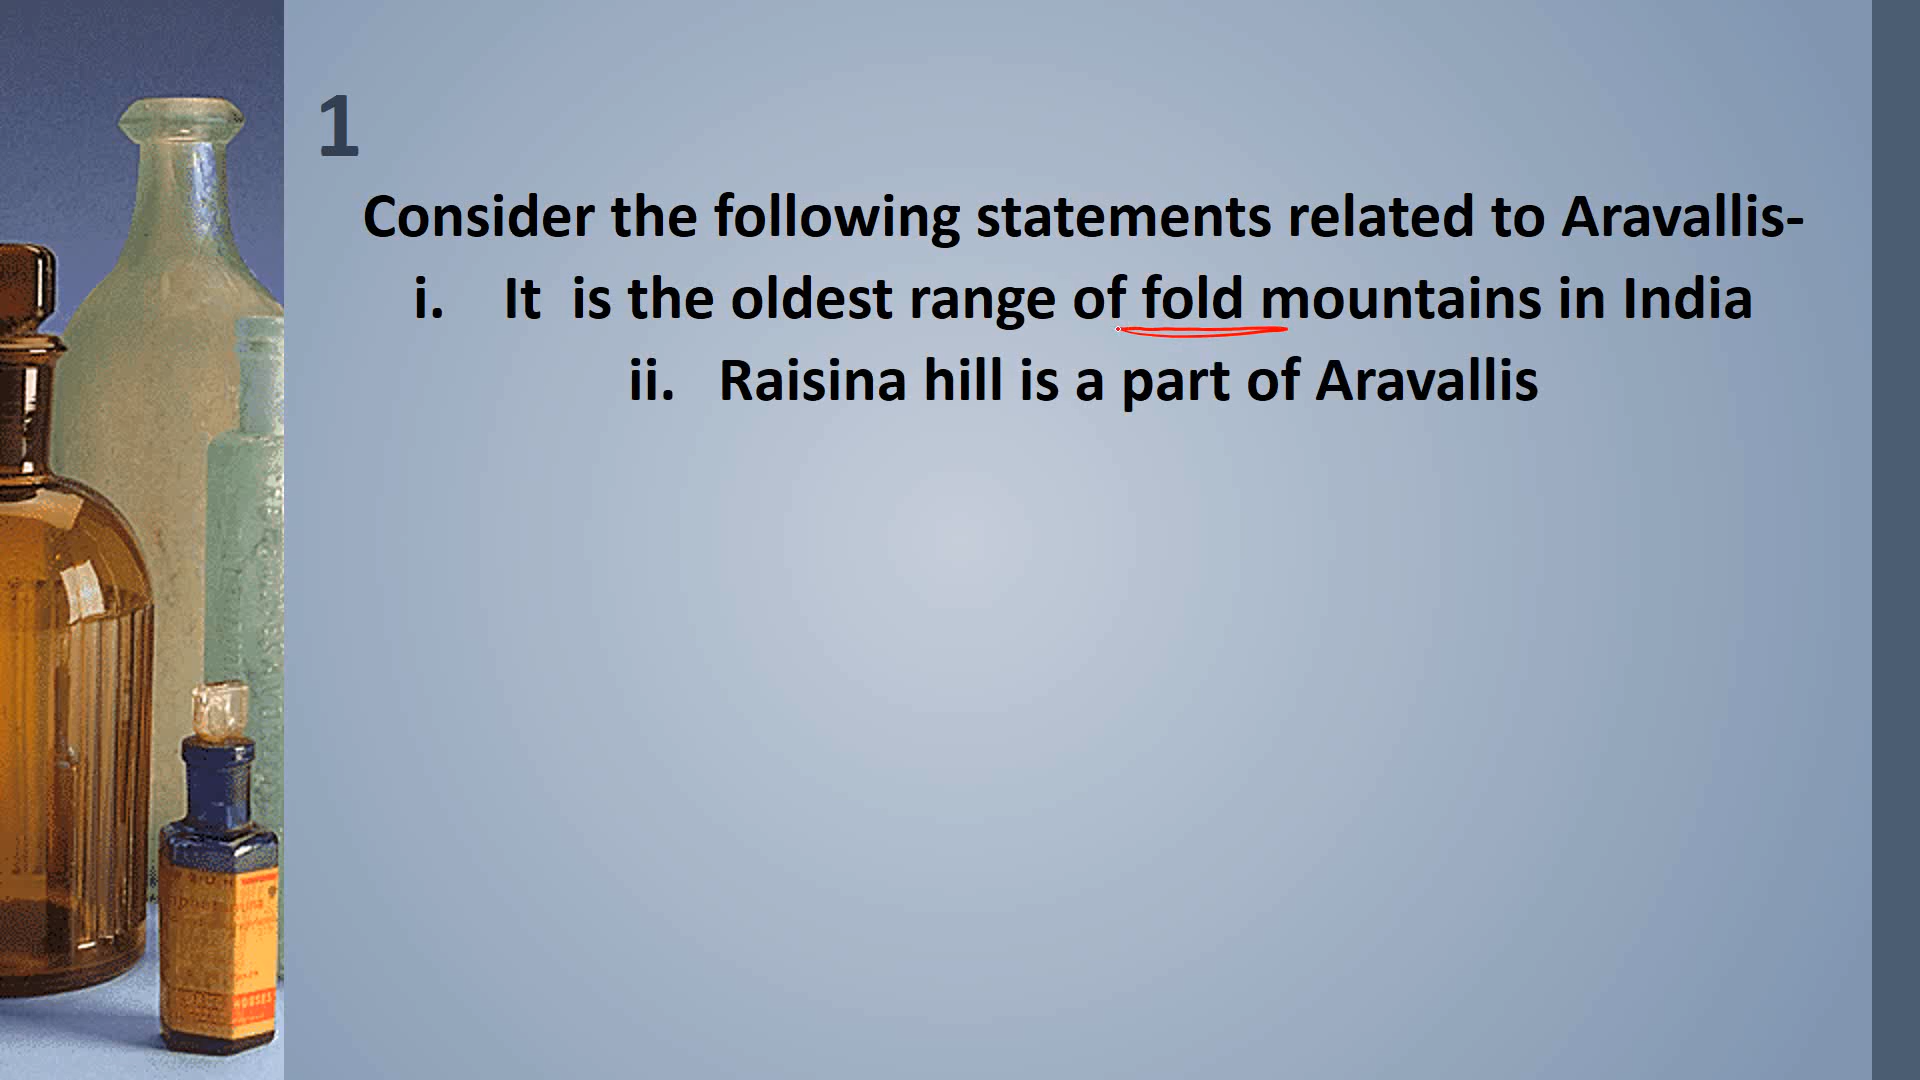 1
Consider the following statements related to Aravallis-
i. It is the oldest range of fold mountains in India
ii. Raisina hill is a part of Aravallis
HOUSES